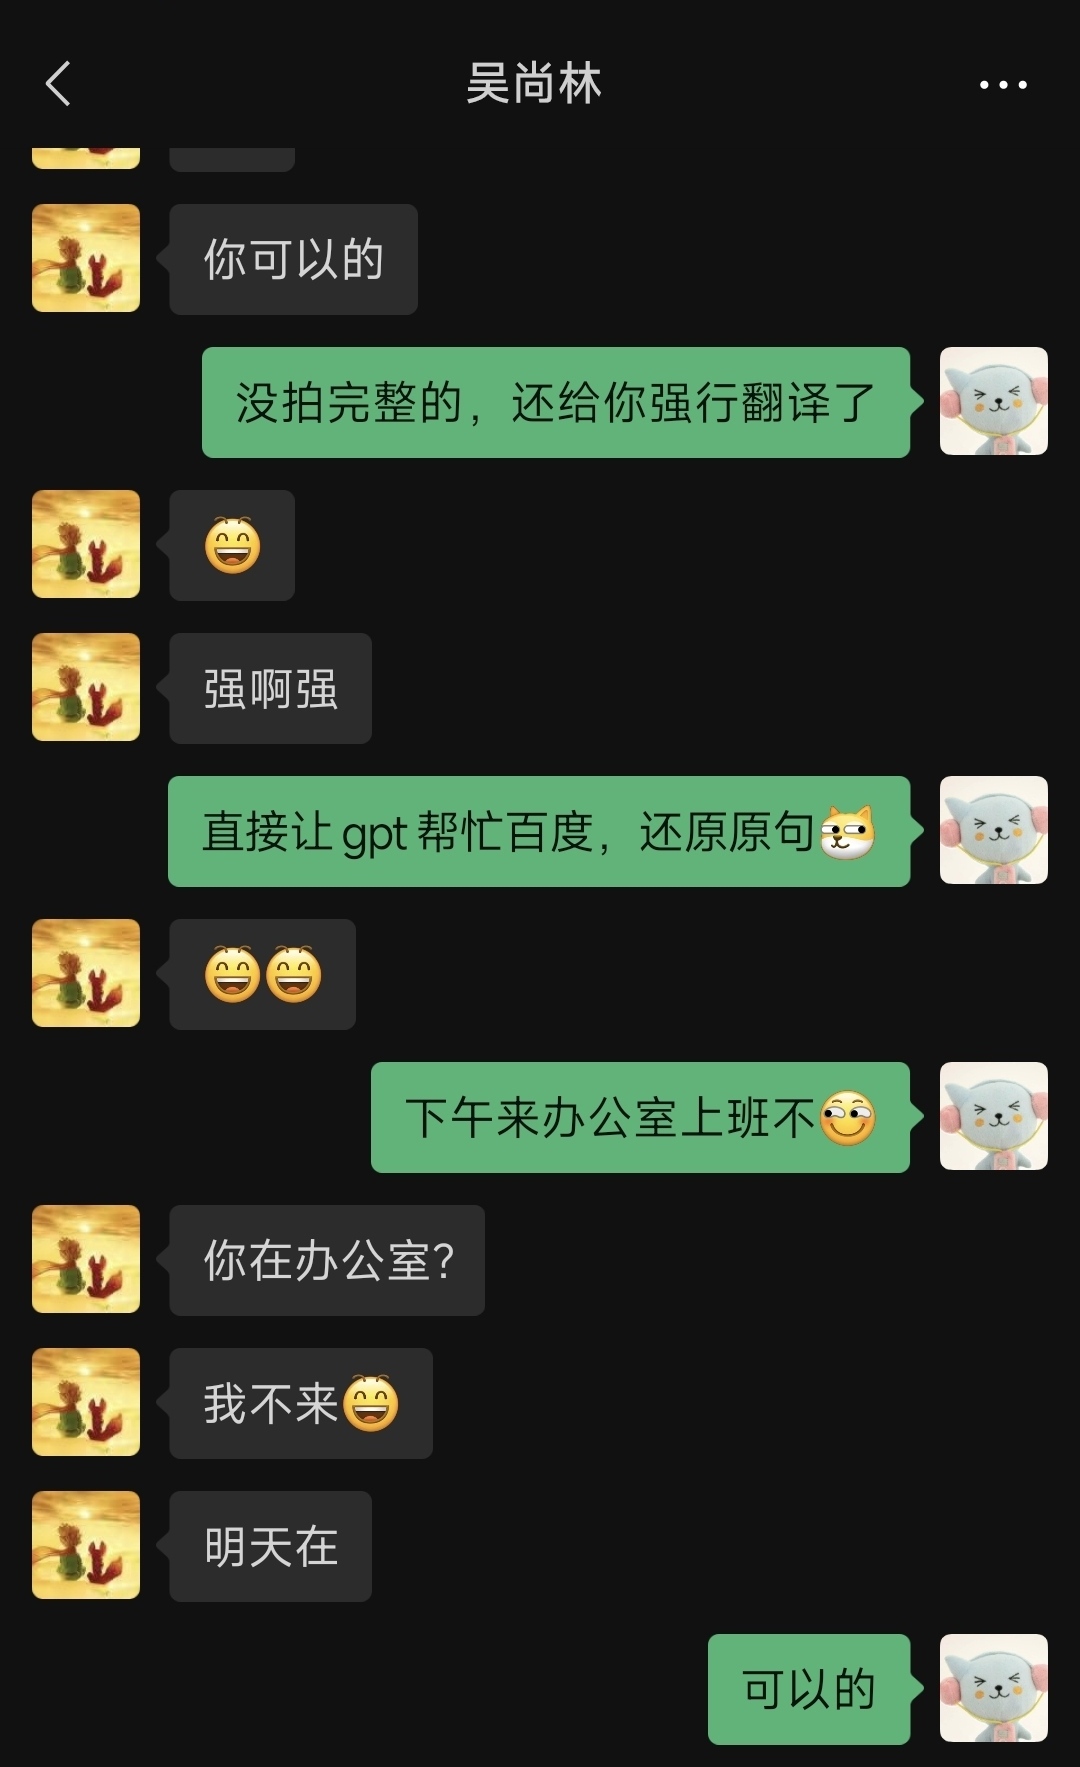 吴尚林
你可以的
没拍完整的，还给你强行翻译了
强啊强
直接让 gpt 帮忙百度，还原原句
下午来办公室上班不
你在办公室？
我不来
明天在
可以的